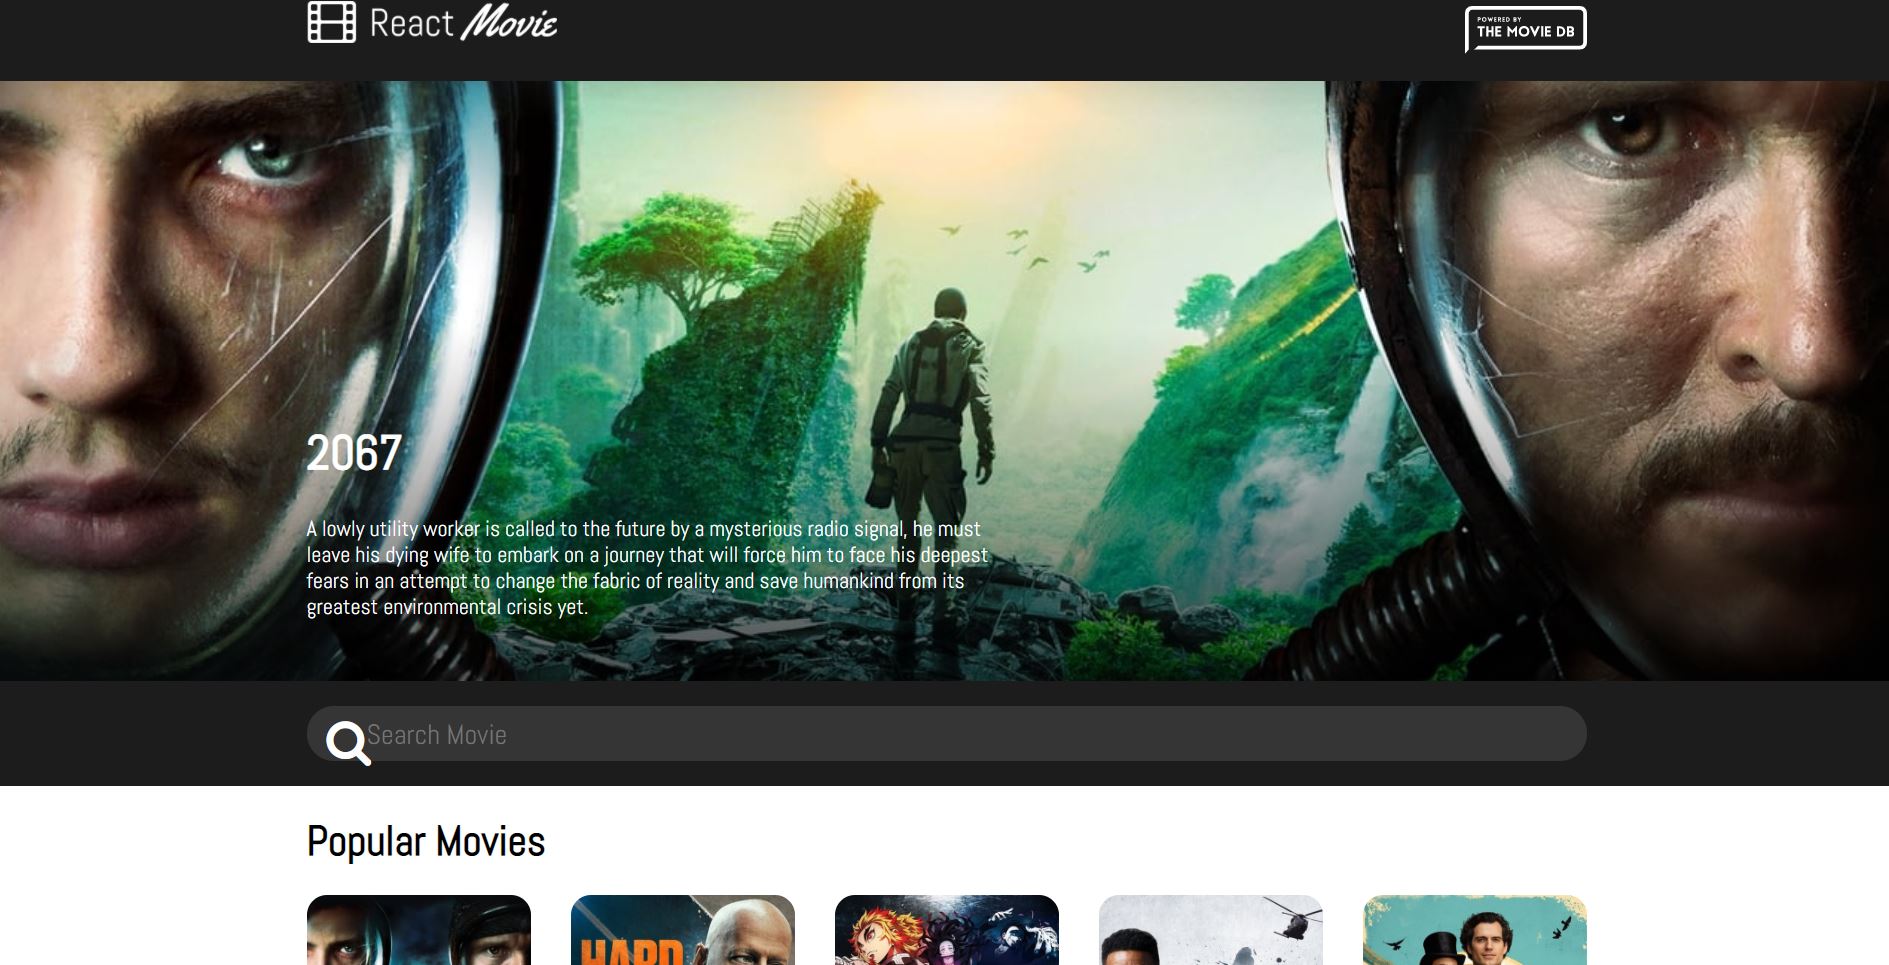 React Movie
POWERED BY
THE MOVIE DB
2067
A lowly utility worker is called to the future by a mysterious radio signal, he must
leave his dying wife to embark on a journey that will force him to face his deepest
fears in an attempt to change the fabric of reality and save humankind from its
greatest environmental crisis yet.
Search Movie
Popular Movies
HARD